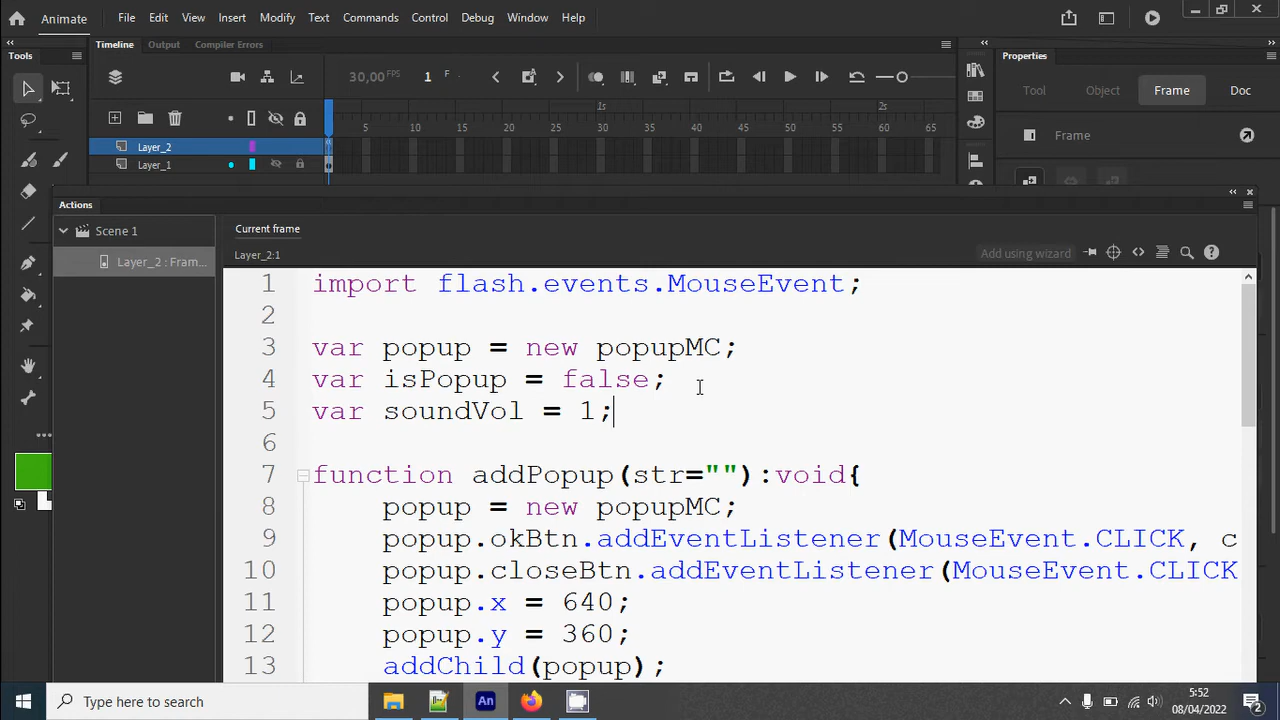 Animate File Edit View Insert Modify Text Commands Control Debug Window Help
Timeline Output Compiler Errors
Tools
Properties
30,00 FPS 1 F
Tool Object Frame Doc
1s 2s
5 10 15 20 25 30 35 40 45 50 55 60 65
Frame
Layer_2
Layer_1
Actions
Scene 1
Current frame
Layer_2 : Fram...
Layer_2:1
Add using wizard
1 import flash.events.MouseEvent;
2
3 var popup = new popupMC;
4 var isPopup = false;
5 var soundVol = 1;
6
7 function addPopup(str=""):void{
8 popup = new popupMC;
9 popup.okBtn.addEventListener(MouseEvent.CLICK, c
10 popup.closeBtn.addEventListener(MouseEvent.CLICK
11 popup.x = 640;
12 popup.y = 360;
13 addChild(popup);
Type here to search
An
5:52
08/04/2022
2